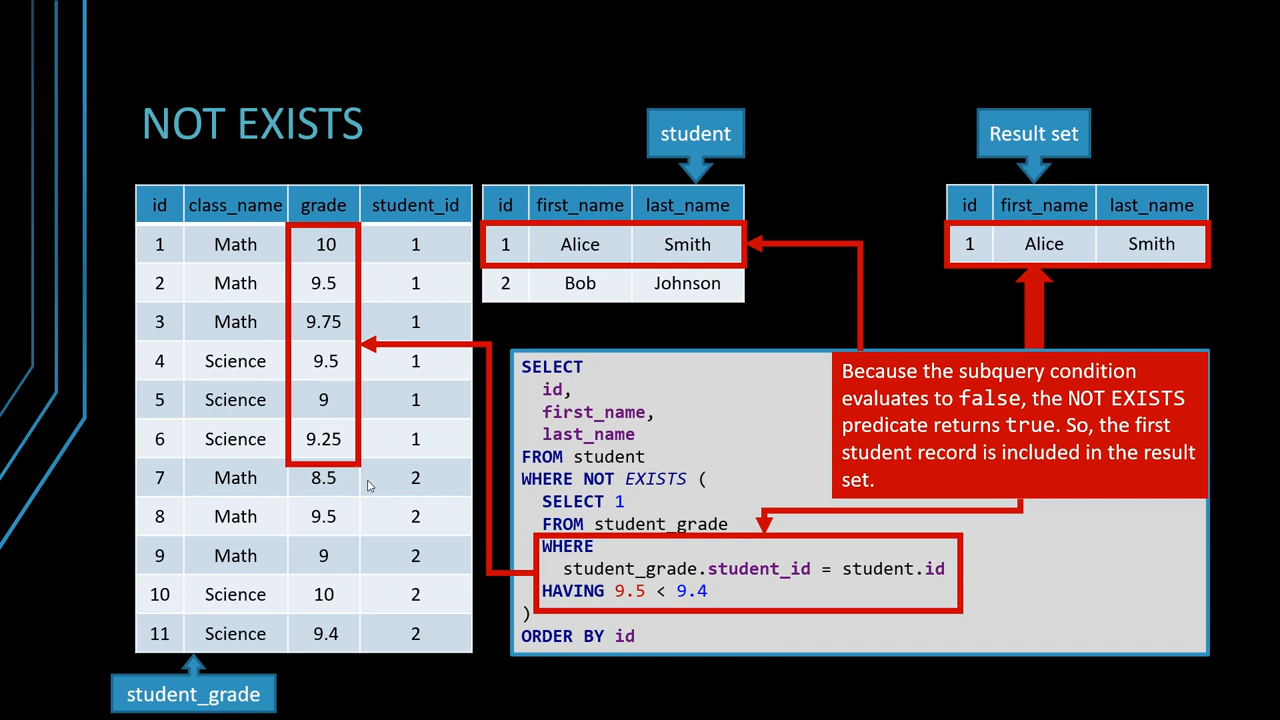 NOT EXISTS
student
Result set
id class_name grade student_id
1 Math 10 1
2 Math 9.5 1
3 Math 9.75 1
4 Science 9.5 1
5 Science 9 1
6 Science 9.25 1
7 Math 8.5 2
8 Math 9.5 2
9 Math 9 2
10 Science 10 2
11 Science 9.4 2
student_grade
id first_name last_name
1 Alice Smith
2 Bob Johnson
id first_name last_name
1 Alice Smith
SELECT
id,
first_name,
last_name
FROM student
WHERE NOT EXISTS (
SELECT 1
FROM student_grade
WHERE
student_grade.student_id = student.id
HAVING 9.5 < 9.4
)
ORDER BY id
Because the subquery condition
evaluates to false, the NOT EXISTS
predicate returns true. So, the first
student record is included in the result
set.